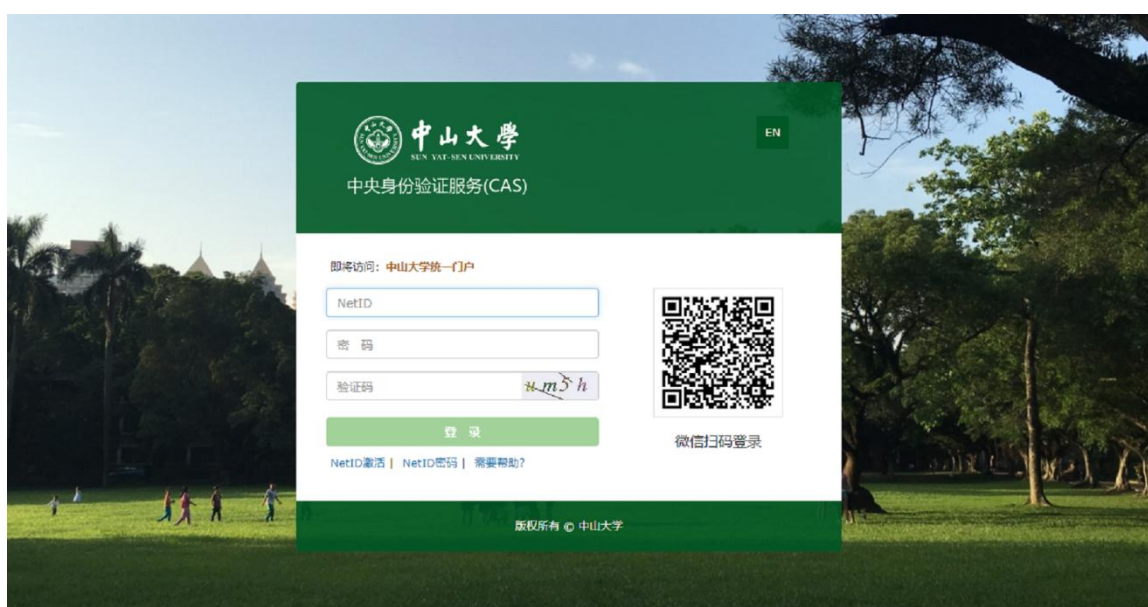 中山大學
SUN YAT-SEN UNIVERSITY
EN
中央身份验证服务(CAS)
即将访问：中山大学统一门户
NetID
密 码
验证码
um5h
登 录
NetID激活 | NetID密码 | 需要帮助?
微信扫码登录
版权所有 © 中山大学